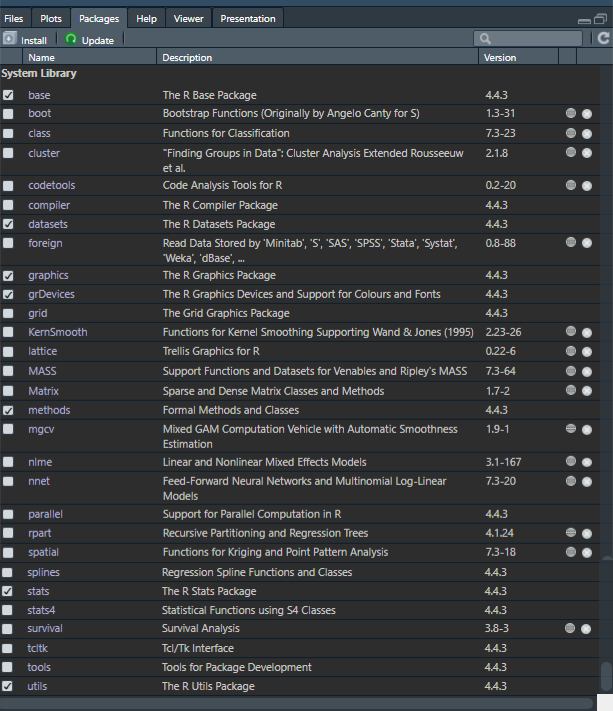 Files Plots Packages Help Viewer Presentation
Install Update
Name Description Version
System Library
base The R Base Package 4.4.3
boot Bootstrap Functions (Originally by Angelo Canty for S) 1.3-31
class Functions for Classification 7.3-23
cluster "Finding Groups in Data": Cluster Analysis Extended Rousseeuw 2.1.8
et al.
codetools Code Analysis Tools for R 0.2-20
compiler The R Compiler Package 4.4.3
datasets The R Datasets Package 4.4.3
foreign Read Data Stored by 'Minitab', 'S', 'SAS', 'SPSS', 'Stata', 'Systat', 0.8-88
'Weka', 'dBase', ...
graphics The R Graphics Package 4.4.3
grDevices The R Graphics Devices and Support for Colours and Fonts 4.4.3
grid The Grid Graphics Package 4.4.3
KernSmooth Functions for Kernel Smoothing Supporting Wand & Jones (1995) 2.23-26
lattice Trellis Graphics for R 0.22-6
MASS Support Functions and Datasets for Venables and Ripley's MASS 7.3-64
Matrix Sparse and Dense Matrix Classes and Methods 1.7-2
methods Formal Methods and Classes 4.4.3
mgcv Mixed GAM Computation Vehicle with Automatic Smoothness 1.9-1
Estimation
nlme Linear and Nonlinear Mixed Effects Models 3.1-167
nnet Feed-Forward Neural Networks and Multinomial Log-Linear 7.3-20
Models
parallel Support for Parallel Computation in R 4.4.3
rpart Recursive Partitioning and Regression Trees 4.1.24
spatial Functions for Kriging and Point Pattern Analysis 7.3-18
splines Regression Spline Functions and Classes 4.4.3
stats The R Stats Package 4.4.3
stats4 Statistical Functions using S4 Classes 4.4.3
survival Survival Analysis 3.8-3
tcltk Tcl/Tk Interface 4.4.3
tools Tools for Package Development 4.4.3
utils The R Utils Package 4.4.3